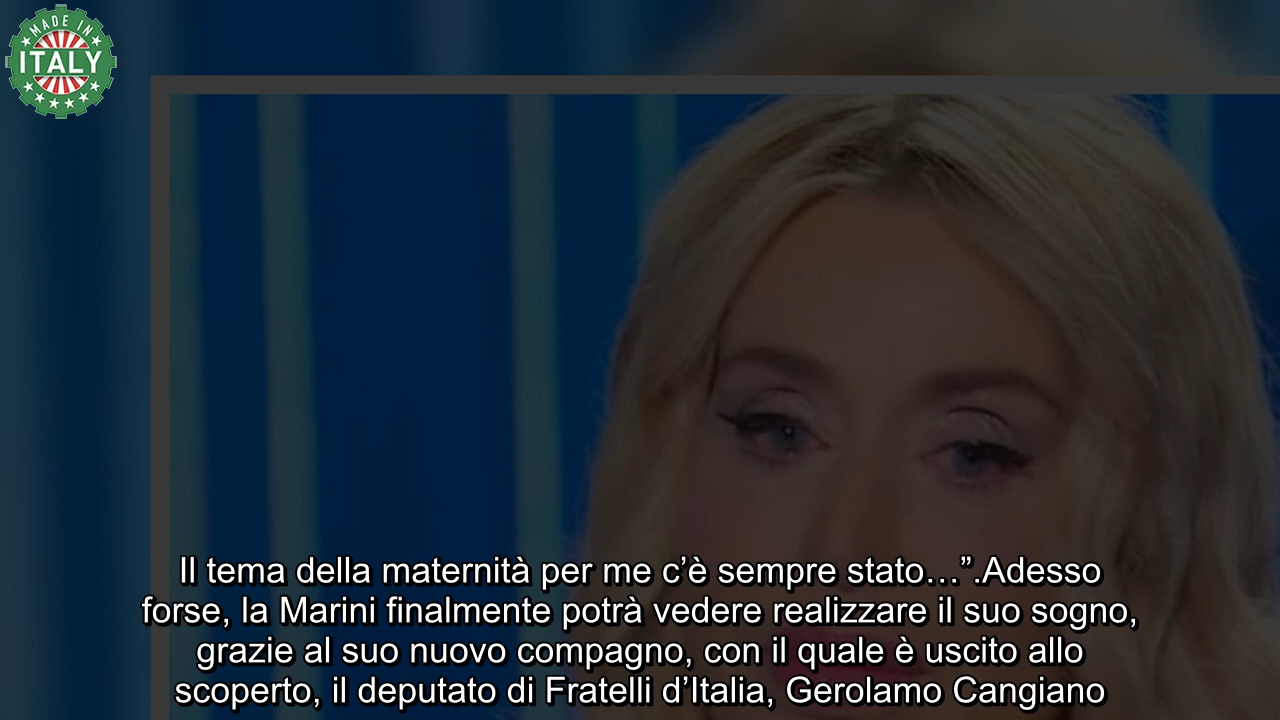 MADE IN
ITALY
Il tema della maternità per me c’è sempre stato…”.Adesso
forse, la Marini finalmente potrà vedere realizzare il suo sogno,
grazie al suo nuovo compagno, con il quale è uscito allo
scoperto, il deputato di Fratelli d’Italia, Gerolamo Cangiano